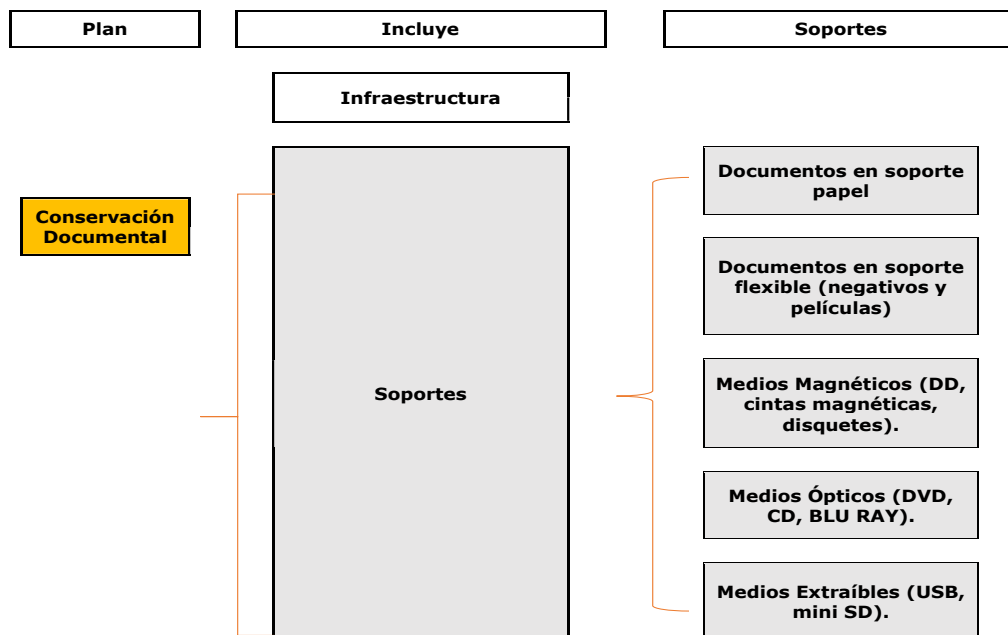 Plan
Incluye
Soportes
Infraestructura
Conservación
Documental
Soportes
Documentos en soporte
papel
Documentos en soporte
flexible (negativos y
películas)
Medios Magnéticos (DD,
cintas magnéticas,
disquetes).
Medios Ópticos (DVD,
CD, BLU RAY).
Medios Extraíbles (USB,
mini SD).